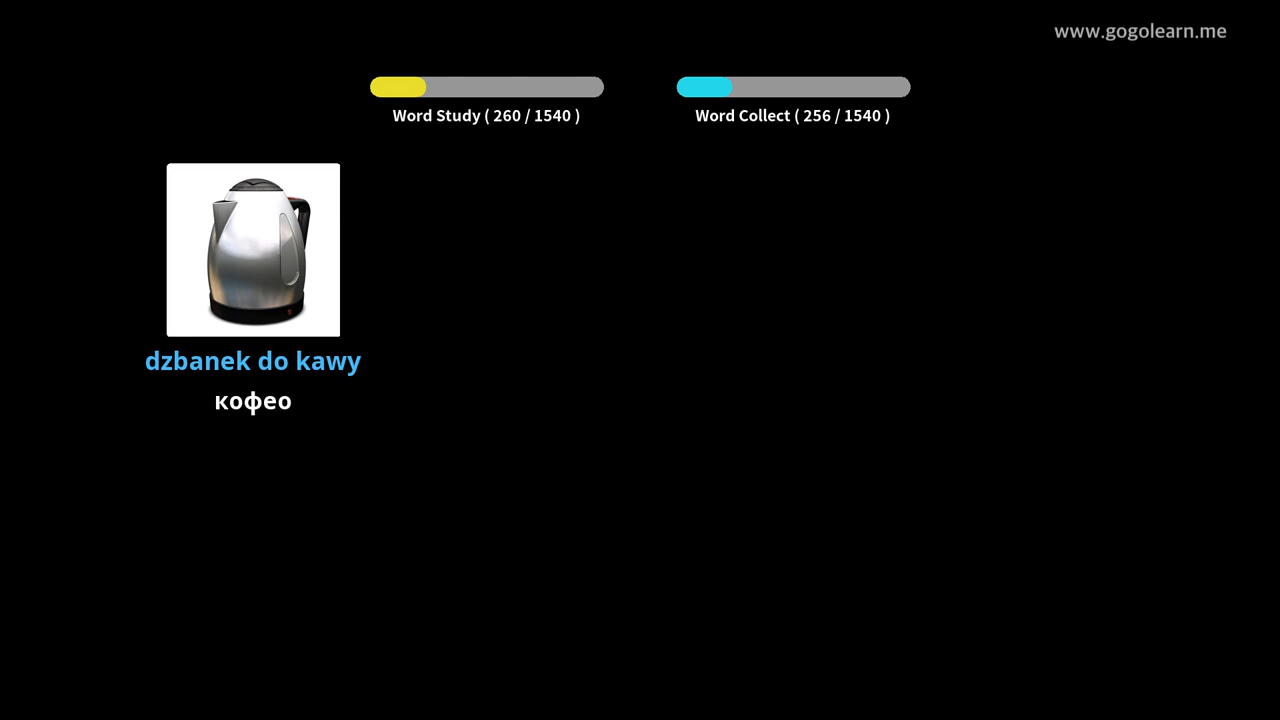 www.gogolearn.me
Word Study ( 260 / 1540 )
Word Collect ( 256 / 1540 )
dzbanek do kawy
кофео